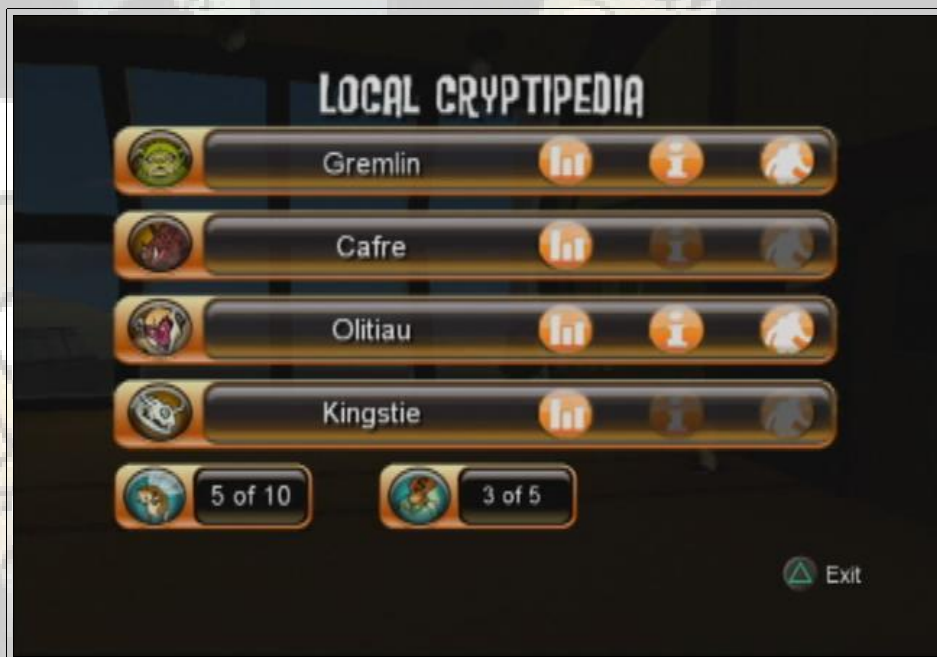 LOCAL CRYPTIPEDIA
Gremlin
Cafre
Olitiau
Kingstie
5 of 10
3 of 5
Exit